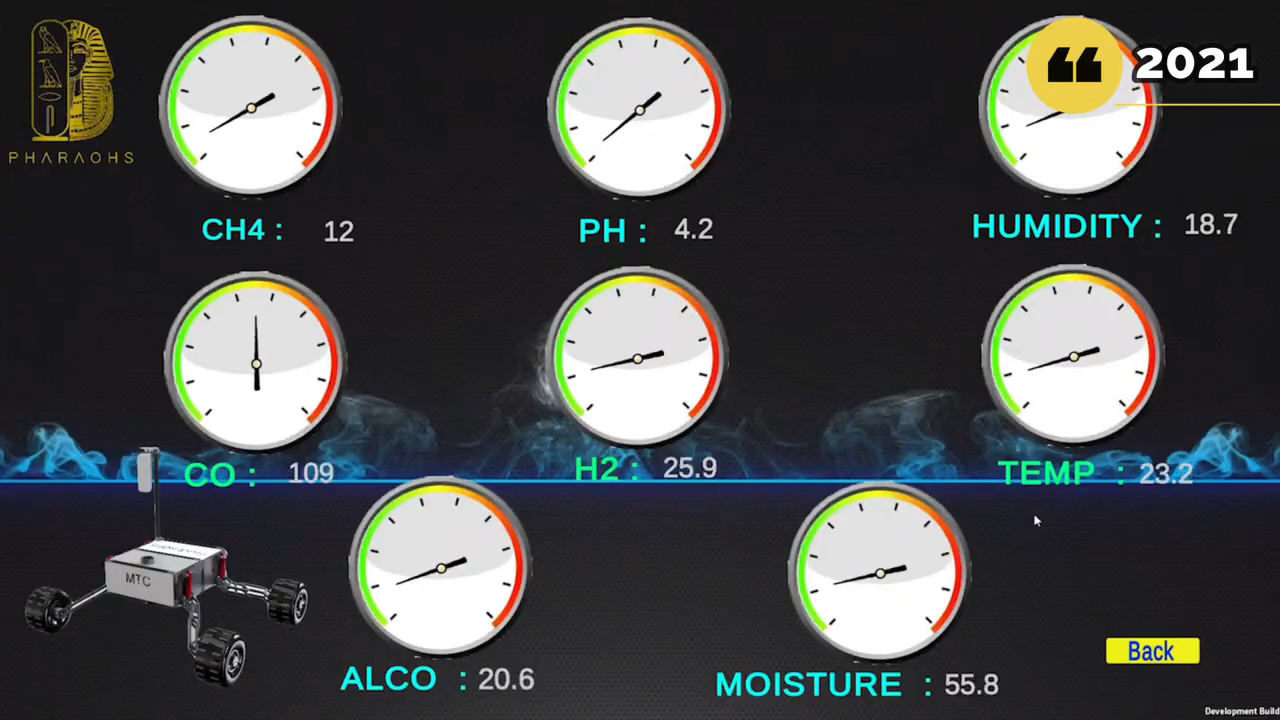 2021
PHARAOHS
CH4 : 12
PH : 4.2
HUMIDITY : 18.7
CO : 109
H2 : 25.9
TEMP : 23.2
MTC
ALCO : 20.6
MOISTURE : 55.8
Back
Development Build